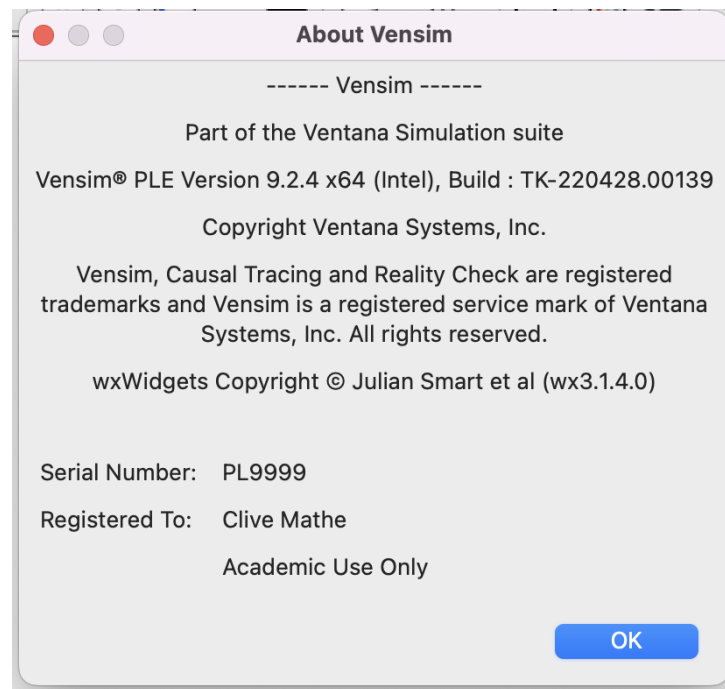 About Vensim
------ Vensim ------
Part of the Ventana Simulation suite
Vensim® PLE Version 9.2.4 x64 (Intel), Build : TK-220428.00139
Copyright Ventana Systems, Inc.
Vensim, Causal Tracing and Reality Check are registered
trademarks and Vensim is a registered service mark of Ventana
Systems, Inc. All rights reserved.
wxWidgets Copyright © Julian Smart et al (wx3.1.4.0)
Serial Number: PL9999
Registered To: Clive Mathe
Academic Use Only
OK